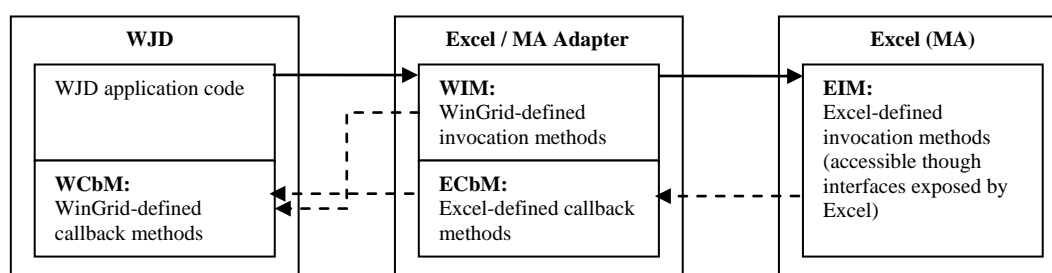 WJD
WJD application code
WCbM:
WinGrid-defined
callback methods
Excel / MA Adapter
WIM:
WinGrid-defined
invocation methods
ECbM:
Excel-defined callback
methods
Excel (MA)
EIM:
Excel-defined
invocation methods
(accessible though
interfaces exposed by
Excel)